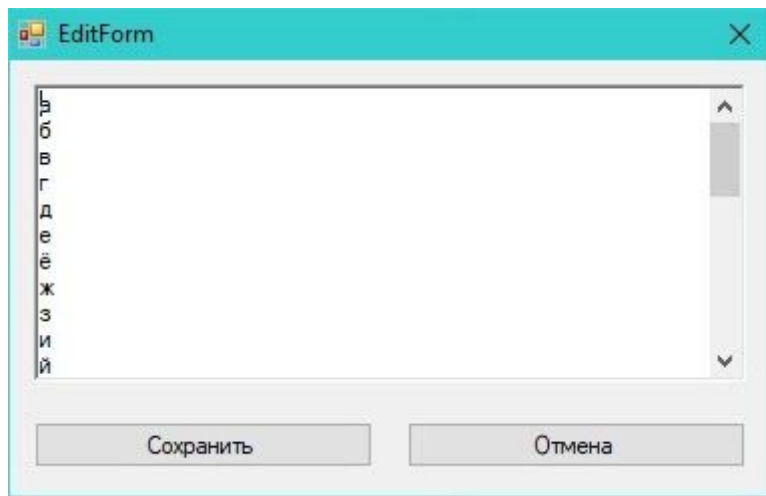 EditForm
а
б
в
г
д
е
ё
ж
з
и
й
Сохранить
Отмена